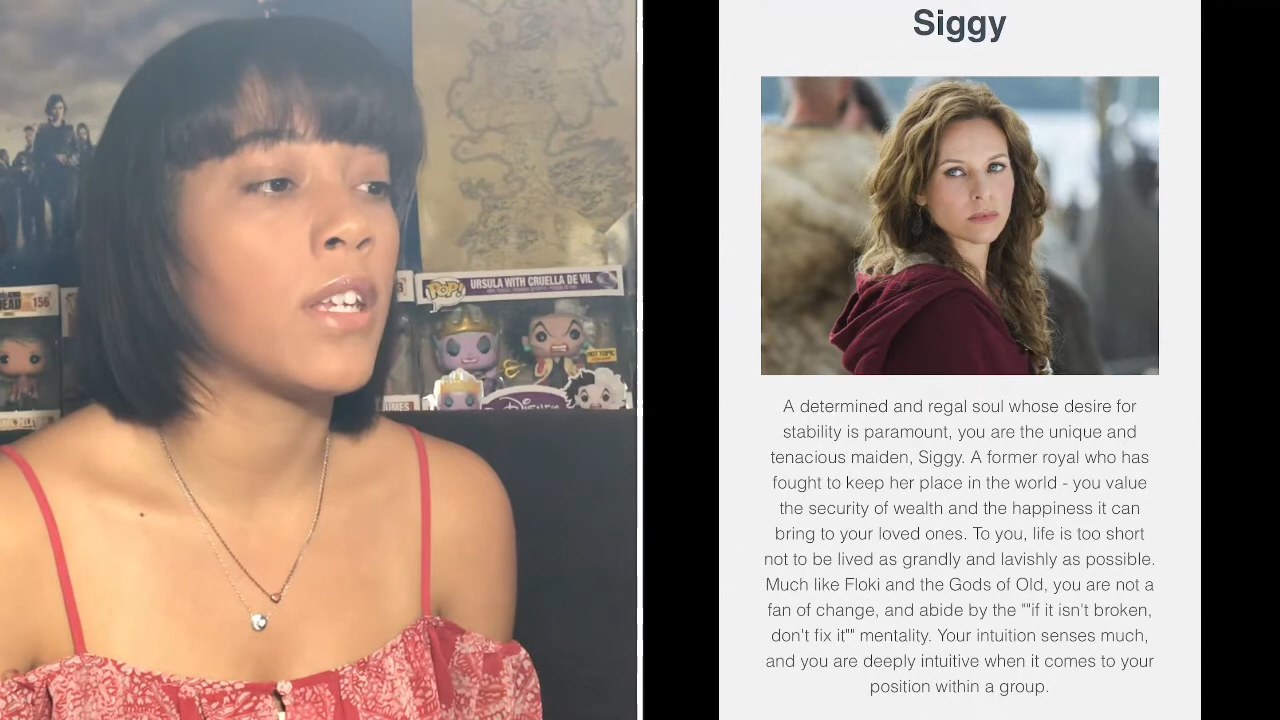 Siggy
DEAD
156
POP!
URSULA WITH CRUELLA DE VIL
HOT TOPIC
Disney
A determined and regal soul whose desire for
stability is paramount, you are the unique and
tenacious maiden, Siggy. A former royal who has
fought to keep her place in the world - you value
the security of wealth and the happiness it can
bring to your loved ones. To you, life is too short
not to be lived as grandly and lavishly as possible.
Much like Floki and the Gods of Old, you are not a
fan of change, and abide by the ""if it isn't broken,
don't fix it"" mentality. Your intuition senses much,
and you are deeply intuitive when it comes to your
position within a group.